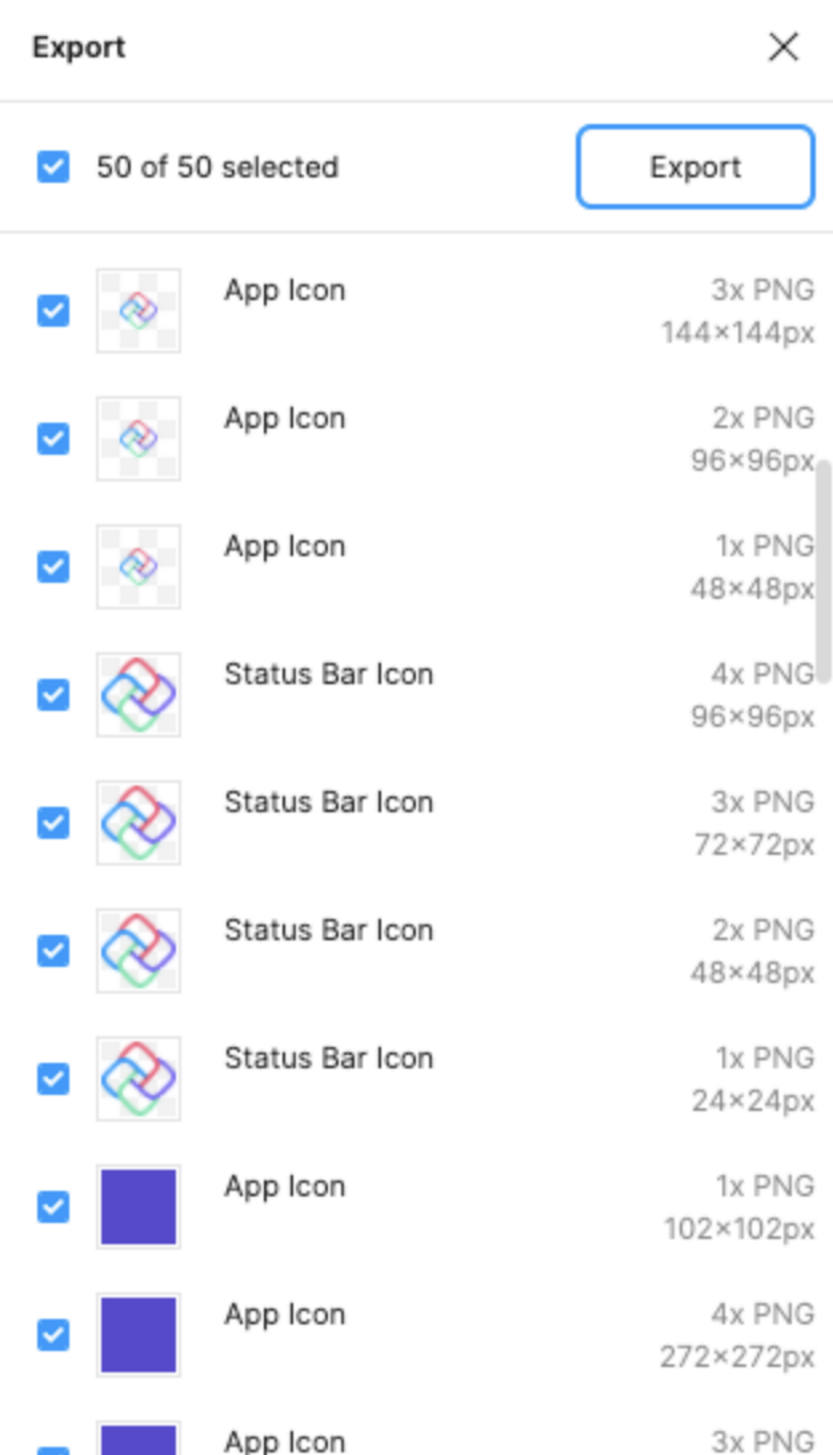 Export
50 of 50 selected
Export
App Icon
3x PNG
144×144px
App Icon
2x PNG
96×96px
App Icon
1x PNG
48×48px
Status Bar Icon
4x PNG
96×96px
Status Bar Icon
3x PNG
72×72px
Status Bar Icon
2x PNG
48×48px
Status Bar Icon
1x PNG
24×24px
App Icon
1x PNG
102×102px
App Icon
4x PNG
272×272px
App Icon
3x PNG